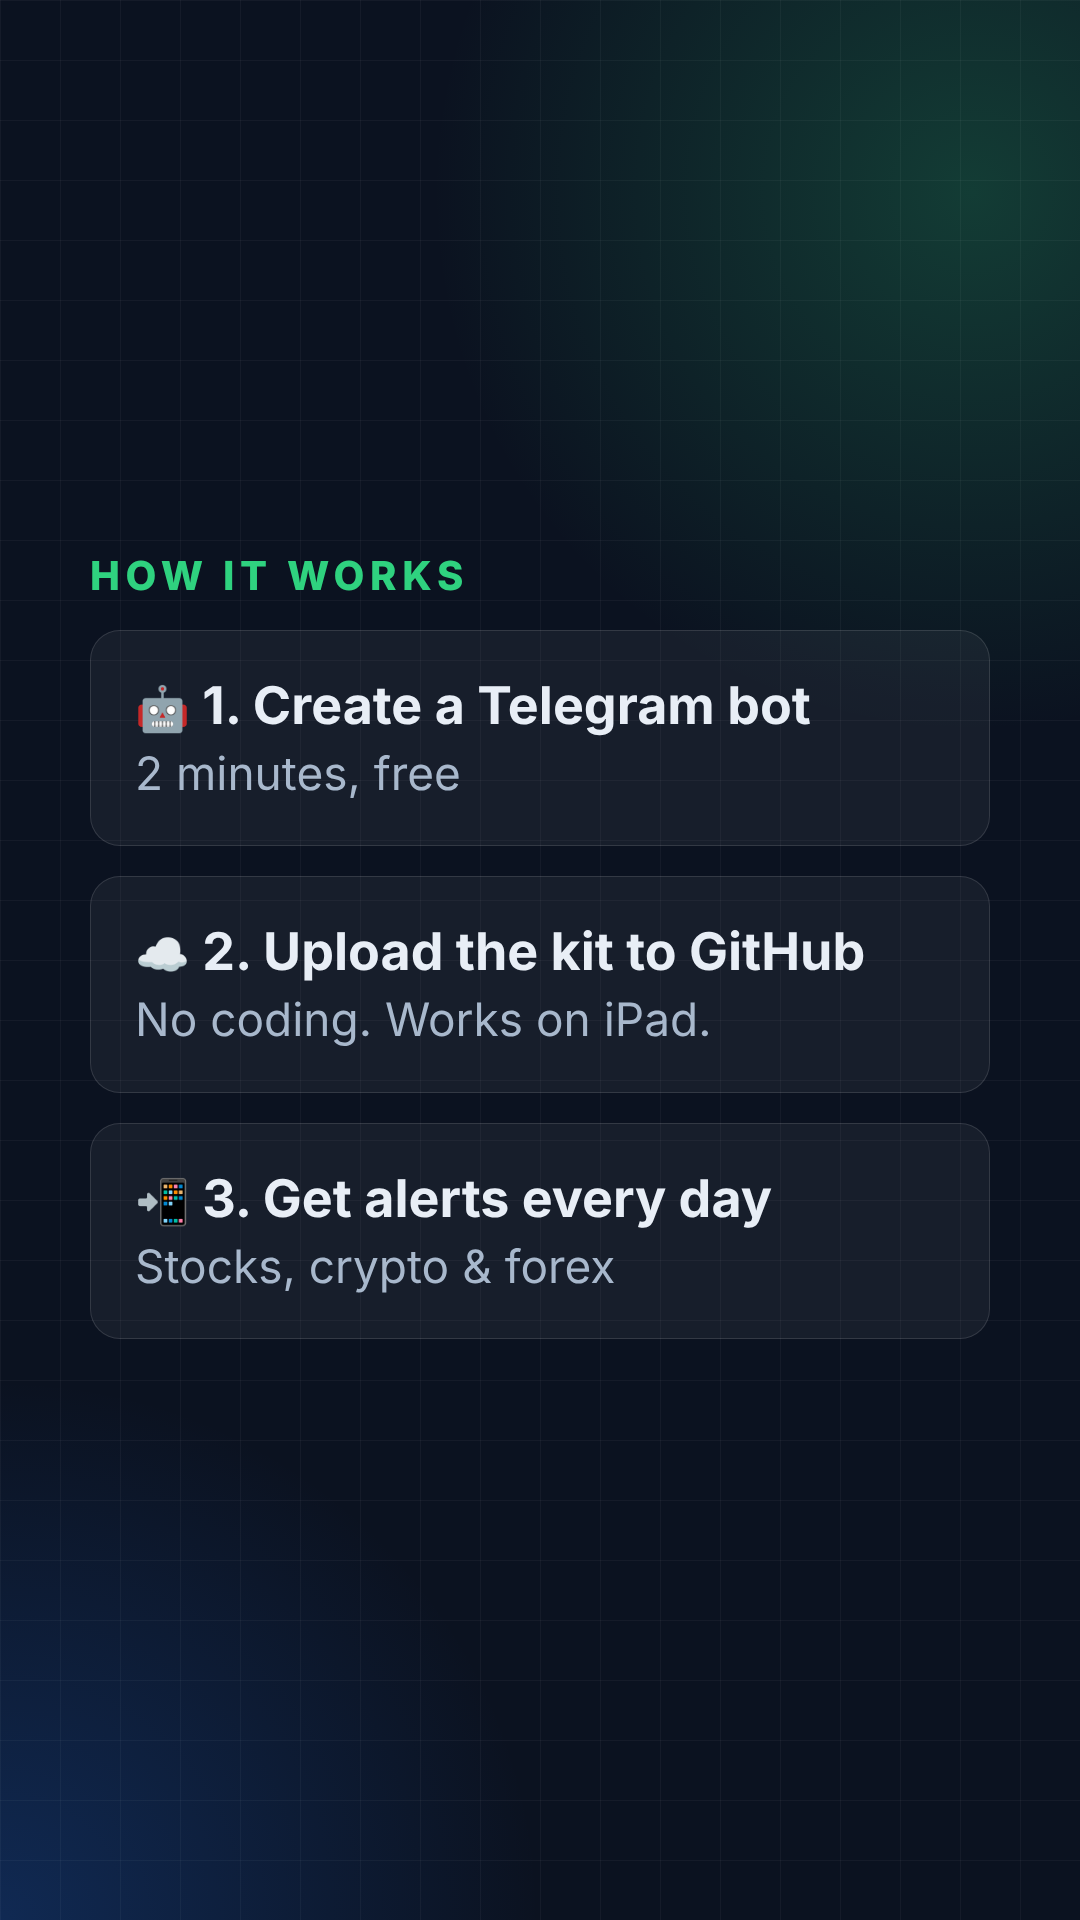 HOW IT WORKS
🤖 1. Create a Telegram bot
2 minutes, free
☁️ 2. Upload the kit to GitHub
No coding. Works on iPad.
📲 3. Get alerts every day
Stocks, crypto & forex